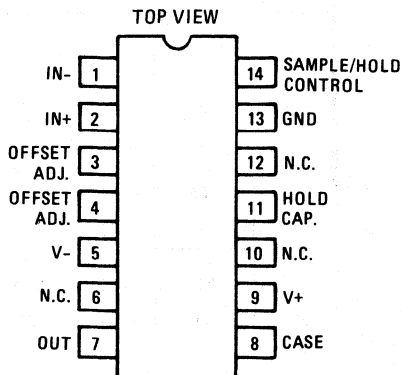 TOP VIEW
IN- 1
IN+ 2
OFFSET
ADJ. 3
OFFSET
ADJ. 4
V- 5
N.C. 6
OUT 7
14 SAMPLE/HOLD
CONTROL
13 GND
12 N.C.
11 HOLD
CAP.
10 N.C.
9 V+
8 CASE